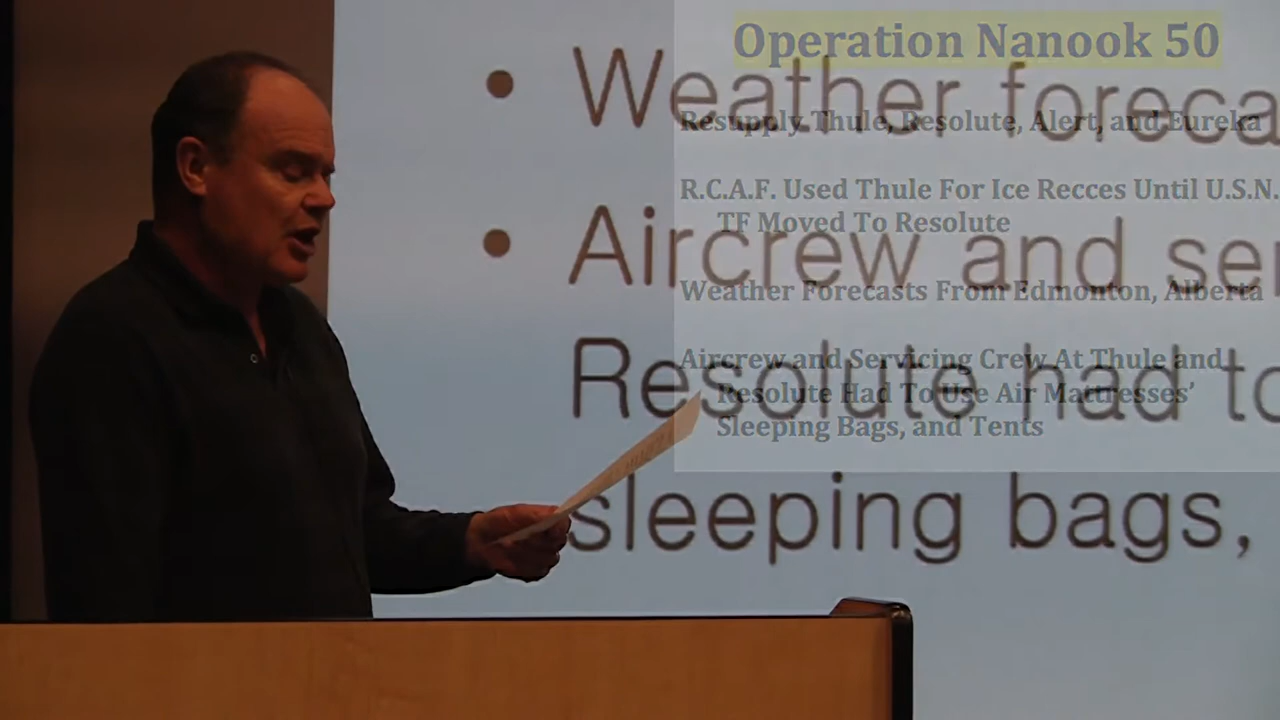 Operation Nanook 50
Resupply Thule, Resolute, Alert, and Eureka
R.C.A.F. Used Thule For Ice Recces Until U.S.N.
TF Moved To Resolute
Weather Forecasts From Edmonton, Alberta
Aircrew and Servicing Crew At Thule and
Resolute Had To Use Air Mattresses’
Sleeping Bags, and Tents
• Weather foreca
• Aircrew and ser
Resolute had to
sleeping bags,